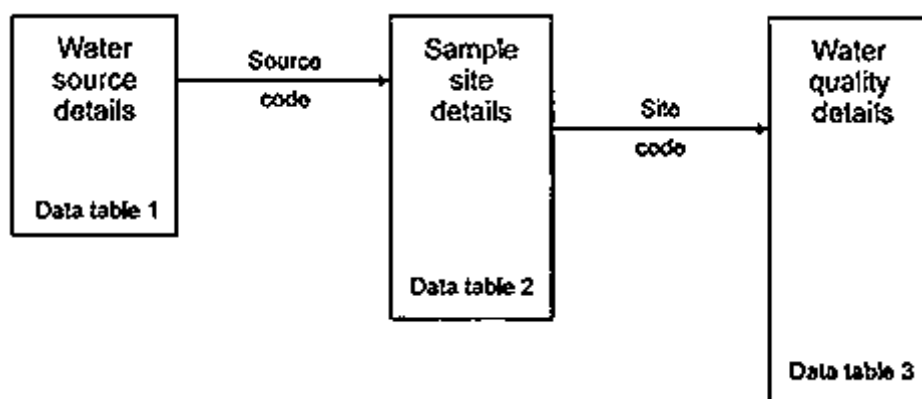 Water
source
details
Data table 1
Source
code
Sample
site
details
Data table 2
Site
code
Water
quality
details
Data table 3